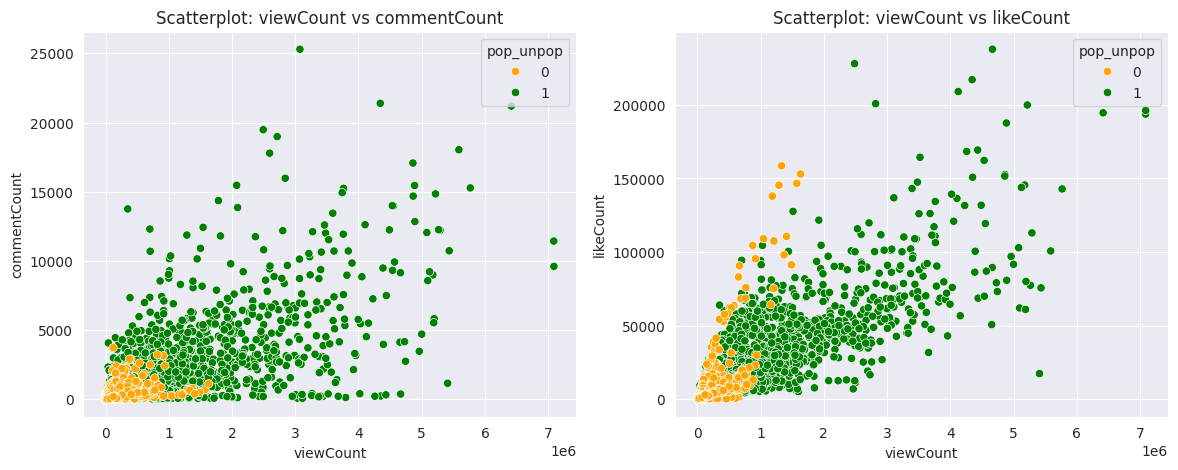 Scatterplot: viewCount vs commentCount
25000
20000
15000
10000
5000
0
commentCount
0 1 2 3 4 5 6 7
1e6
viewCount
pop_unpop
0
1
Scatterplot: viewCount vs likeCount
200000
150000
100000
50000
0
likeCount
0 1 2 3 4 5 6 7
1e6
viewCount
pop_unpop
0
1